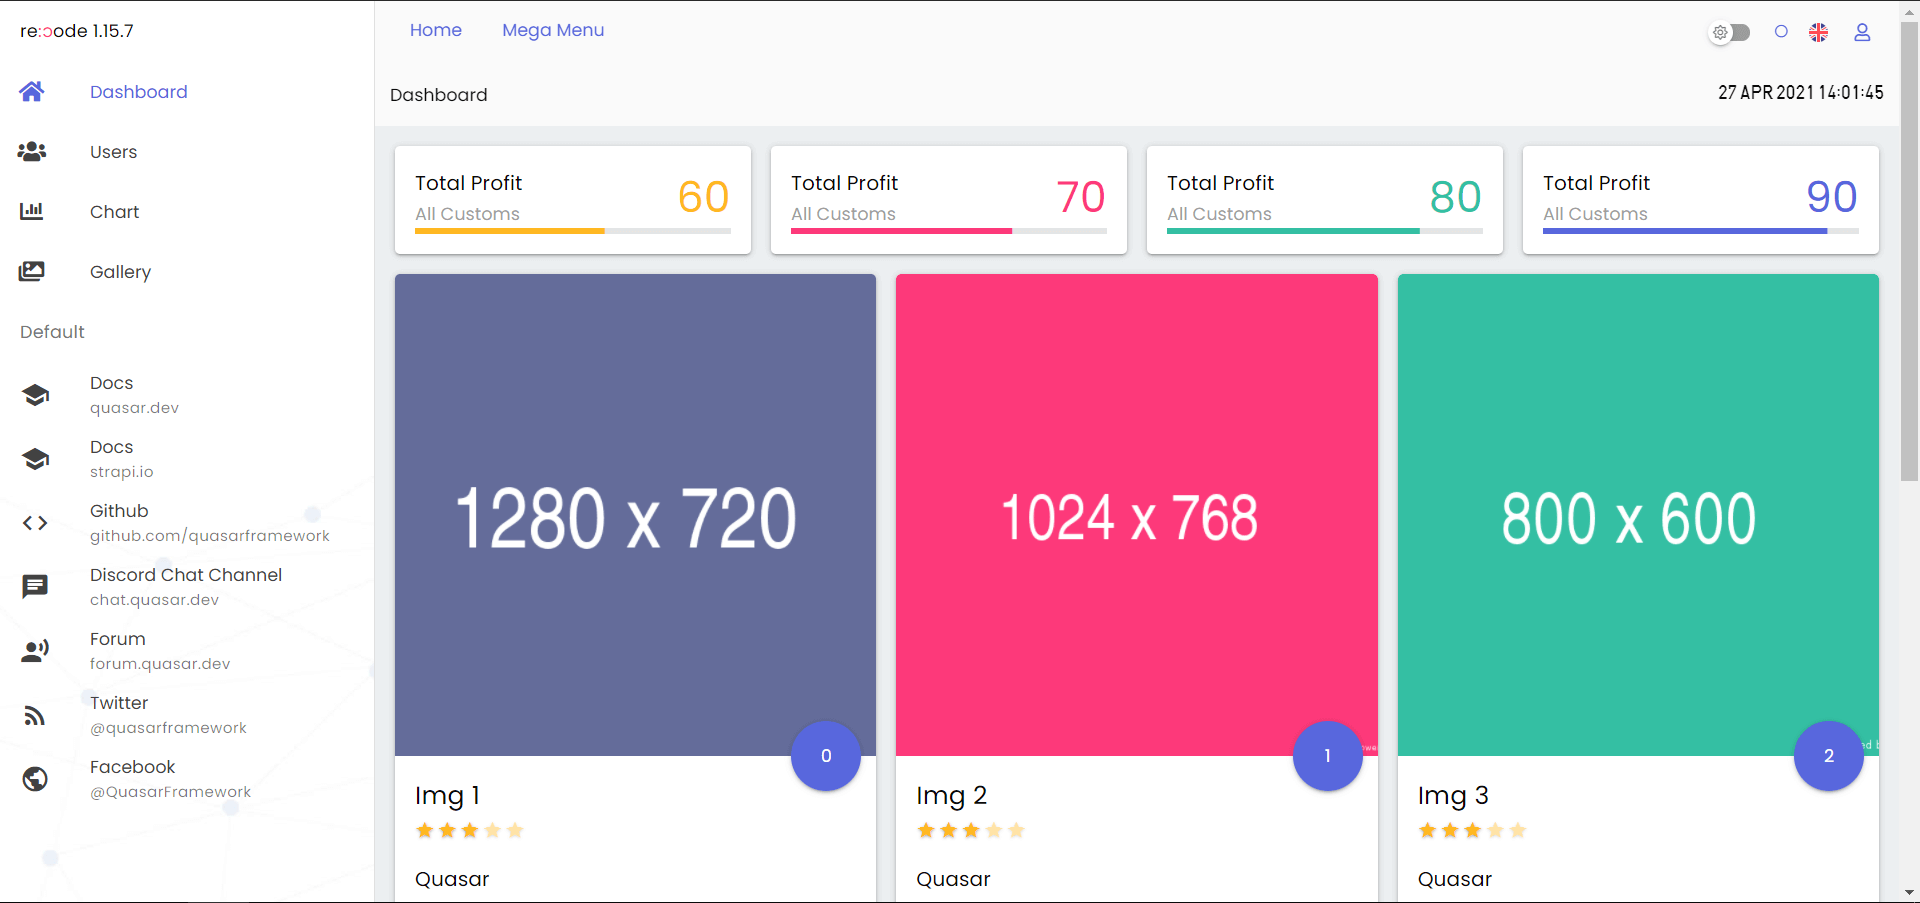 re:ɔode 1.15.7
Dashboard
Users
Chart
Gallery
Default
Docs
quasar.dev
Docs
strapi.io
Github
github.com/quasarframework
Discord Chat Channel
chat.quasar.dev
Forum
forum.quasar.dev
Twitter
@quasarframework
Facebook
@QuasarFramework
Home Mega Menu
Dashboard
27 APR 2021 14:01:45
Total Profit
All Customs
60
Total Profit
All Customs
70
Total Profit
All Customs
80
Total Profit
All Customs
90
1280 x 720
0
Img 1
Quasar
1024 x 768
1
Img 2
Quasar
800 x 600
2
Img 3
Quasar